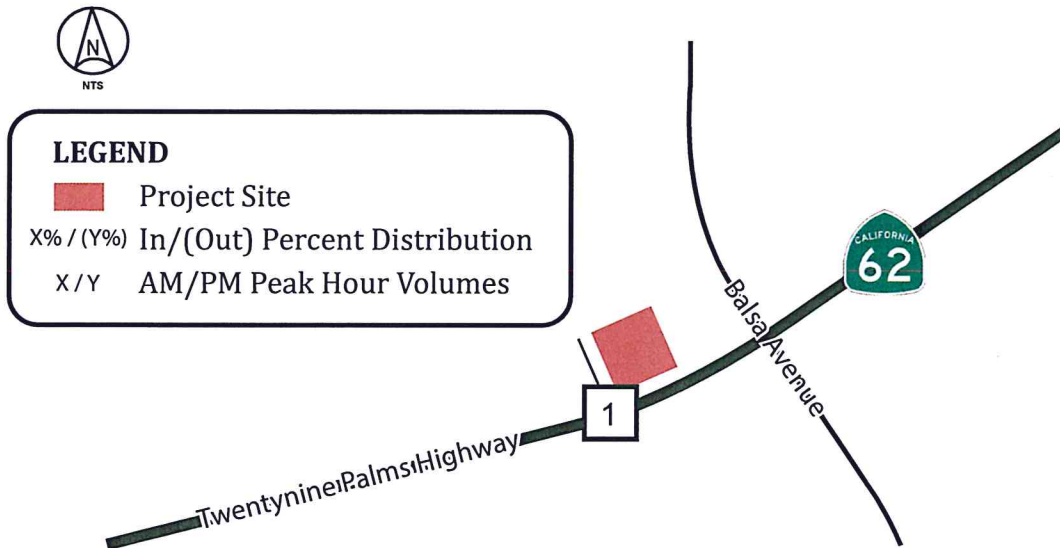 N
NTS
LEGEND
Project Site
X% / (Y%) In/(Out) Percent Distribution
X / Y AM/PM Peak Hour Volumes
CALIFORNIA
62
Balsa Avenue
1
Twentynine Palms Highway